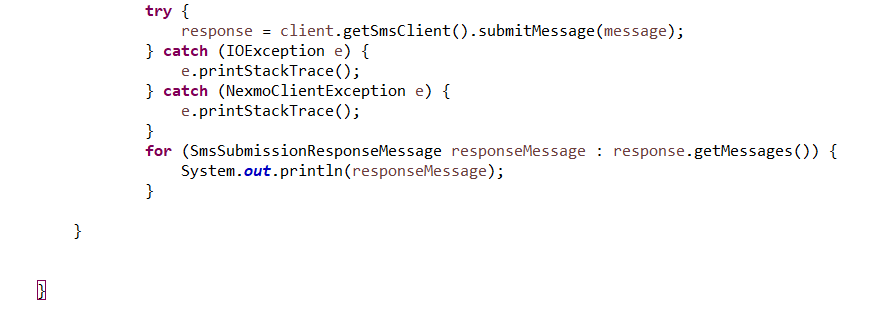 try {
response = client.getSmsClient().submitMessage(message);
} catch (IOException e) {
e.printStackTrace();
} catch (NexmoClientException e) {
e.printStackTrace();
}
for (SmsSubmissionResponseMessage responseMessage : response.getMessages()) {
System.out.println(responseMessage);
}
}
}